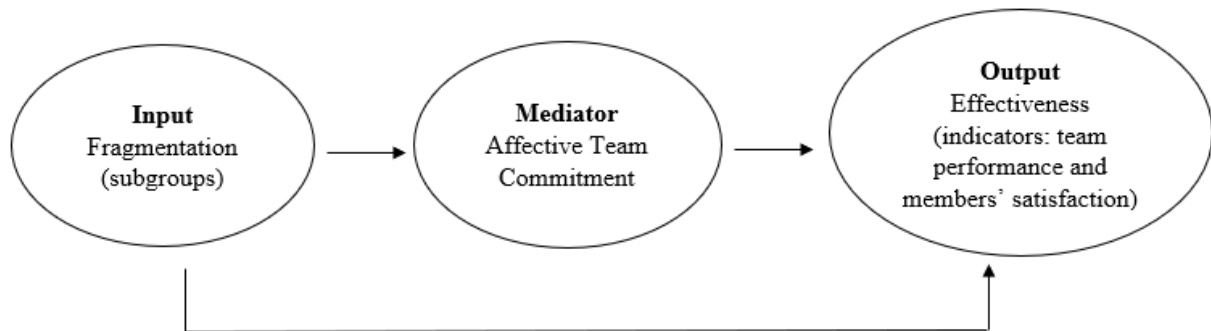 Input
Fragmentation
(subgroups)
Mediator
Affective Team
Commitment
Output
Effectiveness
(indicators: team
performance and
members’ satisfaction)